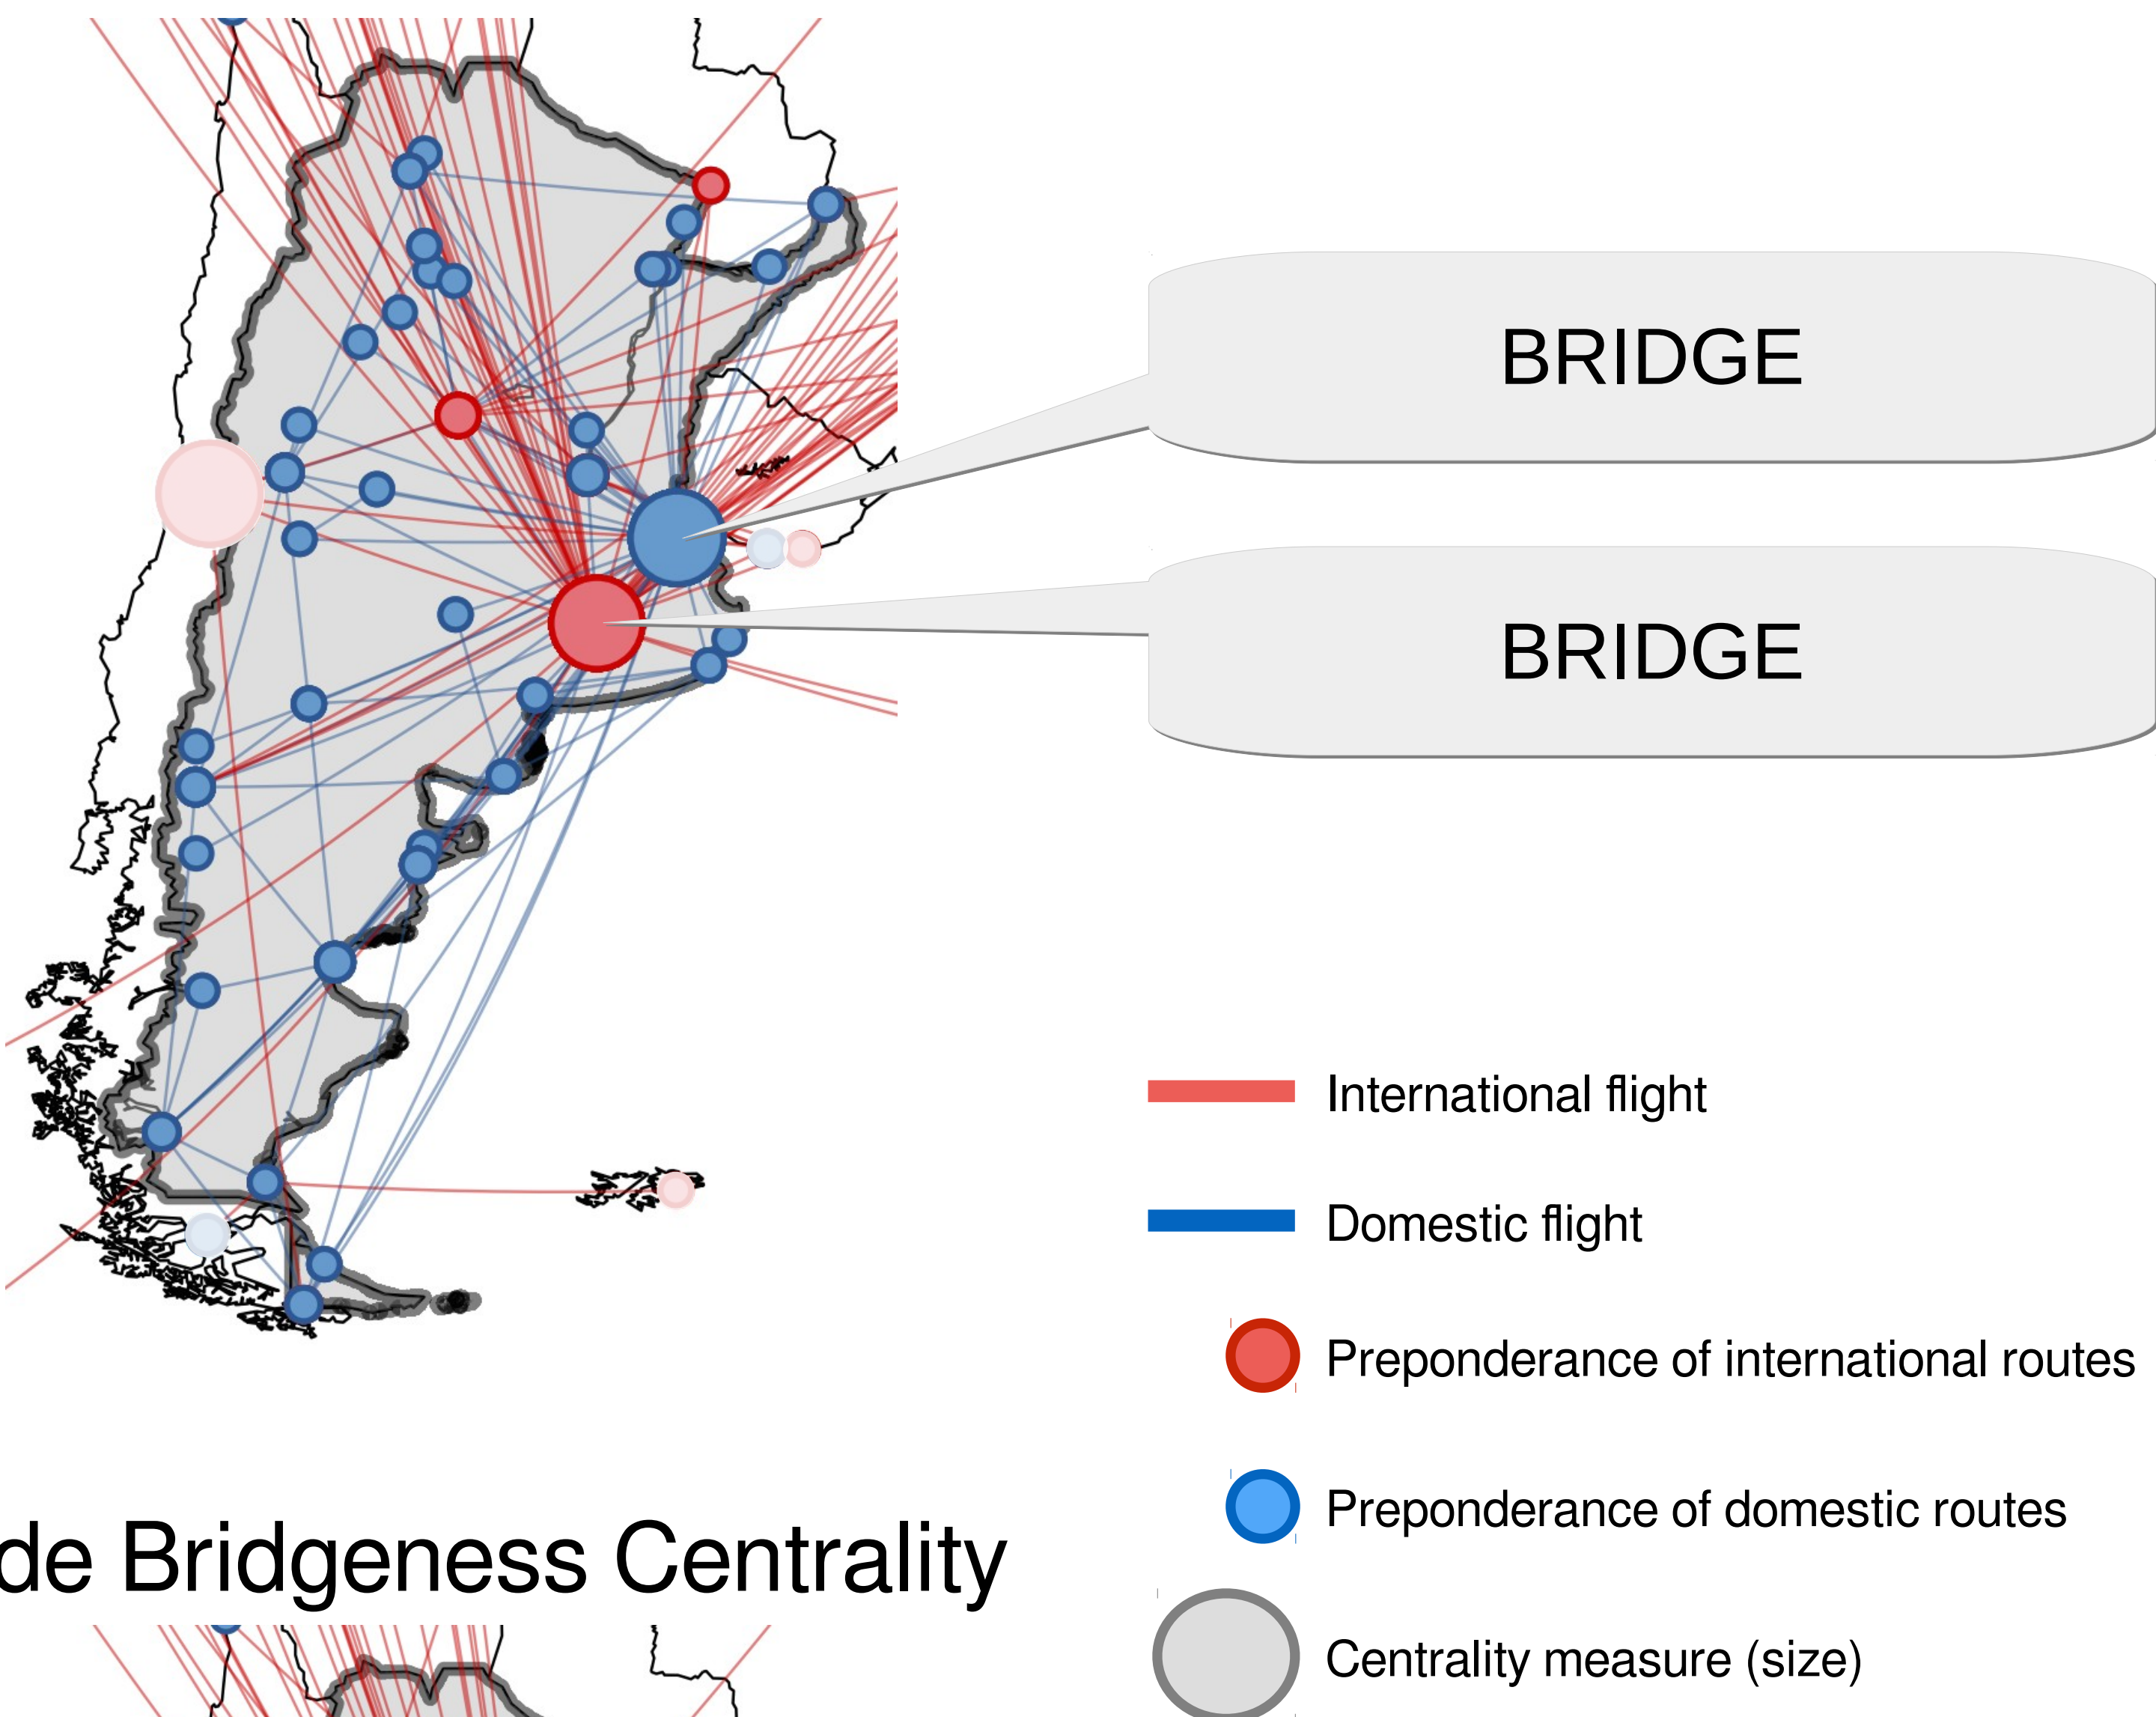 BRIDGE
BRIDGE
International flight
Domestic flight
Preponderance of international routes
Preponderance of domestic routes
de Bridgeness Centrality
Centrality measure (size)